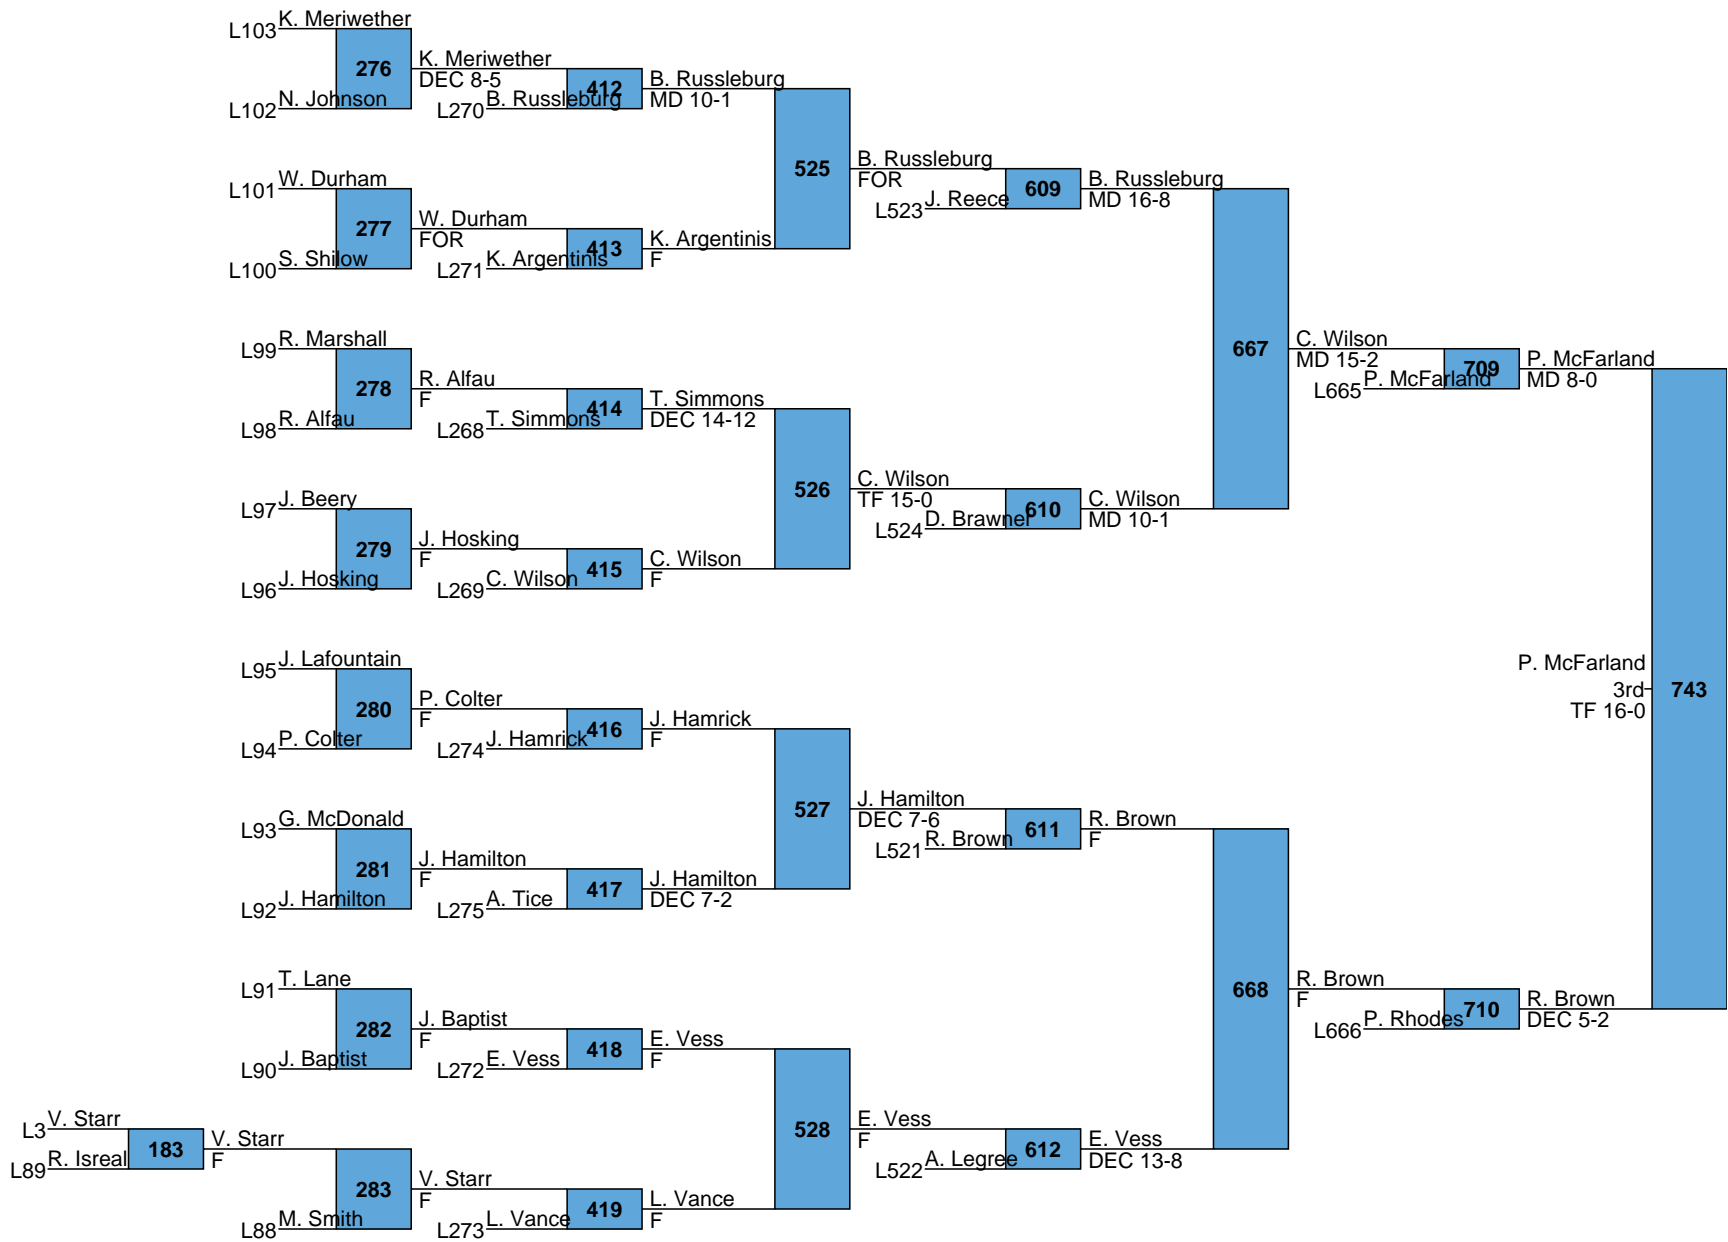 K. Meriwether
L103
276
K. Meriwether
DEC 8-5
N. Johnson
L102
412
B. Russleburg
L270
B. Russleburg
MD 10-1
W. Durham
L101
277
W. Durham
FOR
S. Shilow
L100
413
K. Argentinis
L271
K. Argentinis
F
525
B. Russleburg
FOR
J. Reece
L523
609
B. Russleburg
MD 16-8
R. Marshall
L99
278
R. Alfau
F
R. Alfau
L98
414
T. Simmons
L268
T. Simmons
DEC 14-12
J. Beery
L97
279
J. Hosking
F
J. Hosking
L96
415
C. Wilson
L269
C. Wilson
F
526
C. Wilson
TF 15-0
D. Brawner
L524
610
C. Wilson
MD 10-1
667
C. Wilson
MD 15-2
P. McFarland
L665
709
P. McFarland
MD 8-0
J. Lafountain
L95
280
P. Colter
F
P. Colter
L94
416
J. Hamrick
L274
J. Hamrick
F
G. McDonald
L93
281
J. Hamilton
F
J. Hamilton
L92
417
A. Tice
L275
J. Hamilton
DEC 7-2
527
J. Hamilton
DEC 7-6
R. Brown
L521
611
R. Brown
F
T. Lane
L91
282
J. Baptist
F
J. Baptist
L90
418
E. Vess
L272
E. Vess
F
V. Starr
L3
183
R. Isreal
L89
V. Starr
F
283
M. Smith
L88
V. Starr
F
419
L. Vance
L273
L. Vance
F
528
E. Vess
F
A. Legree
L522
612
E. Vess
DEC 13-8
668
R. Brown
F
P. Rhodes
L666
710
R. Brown
DEC 5-2
P. McFarland
3rd
TF 16-0
743